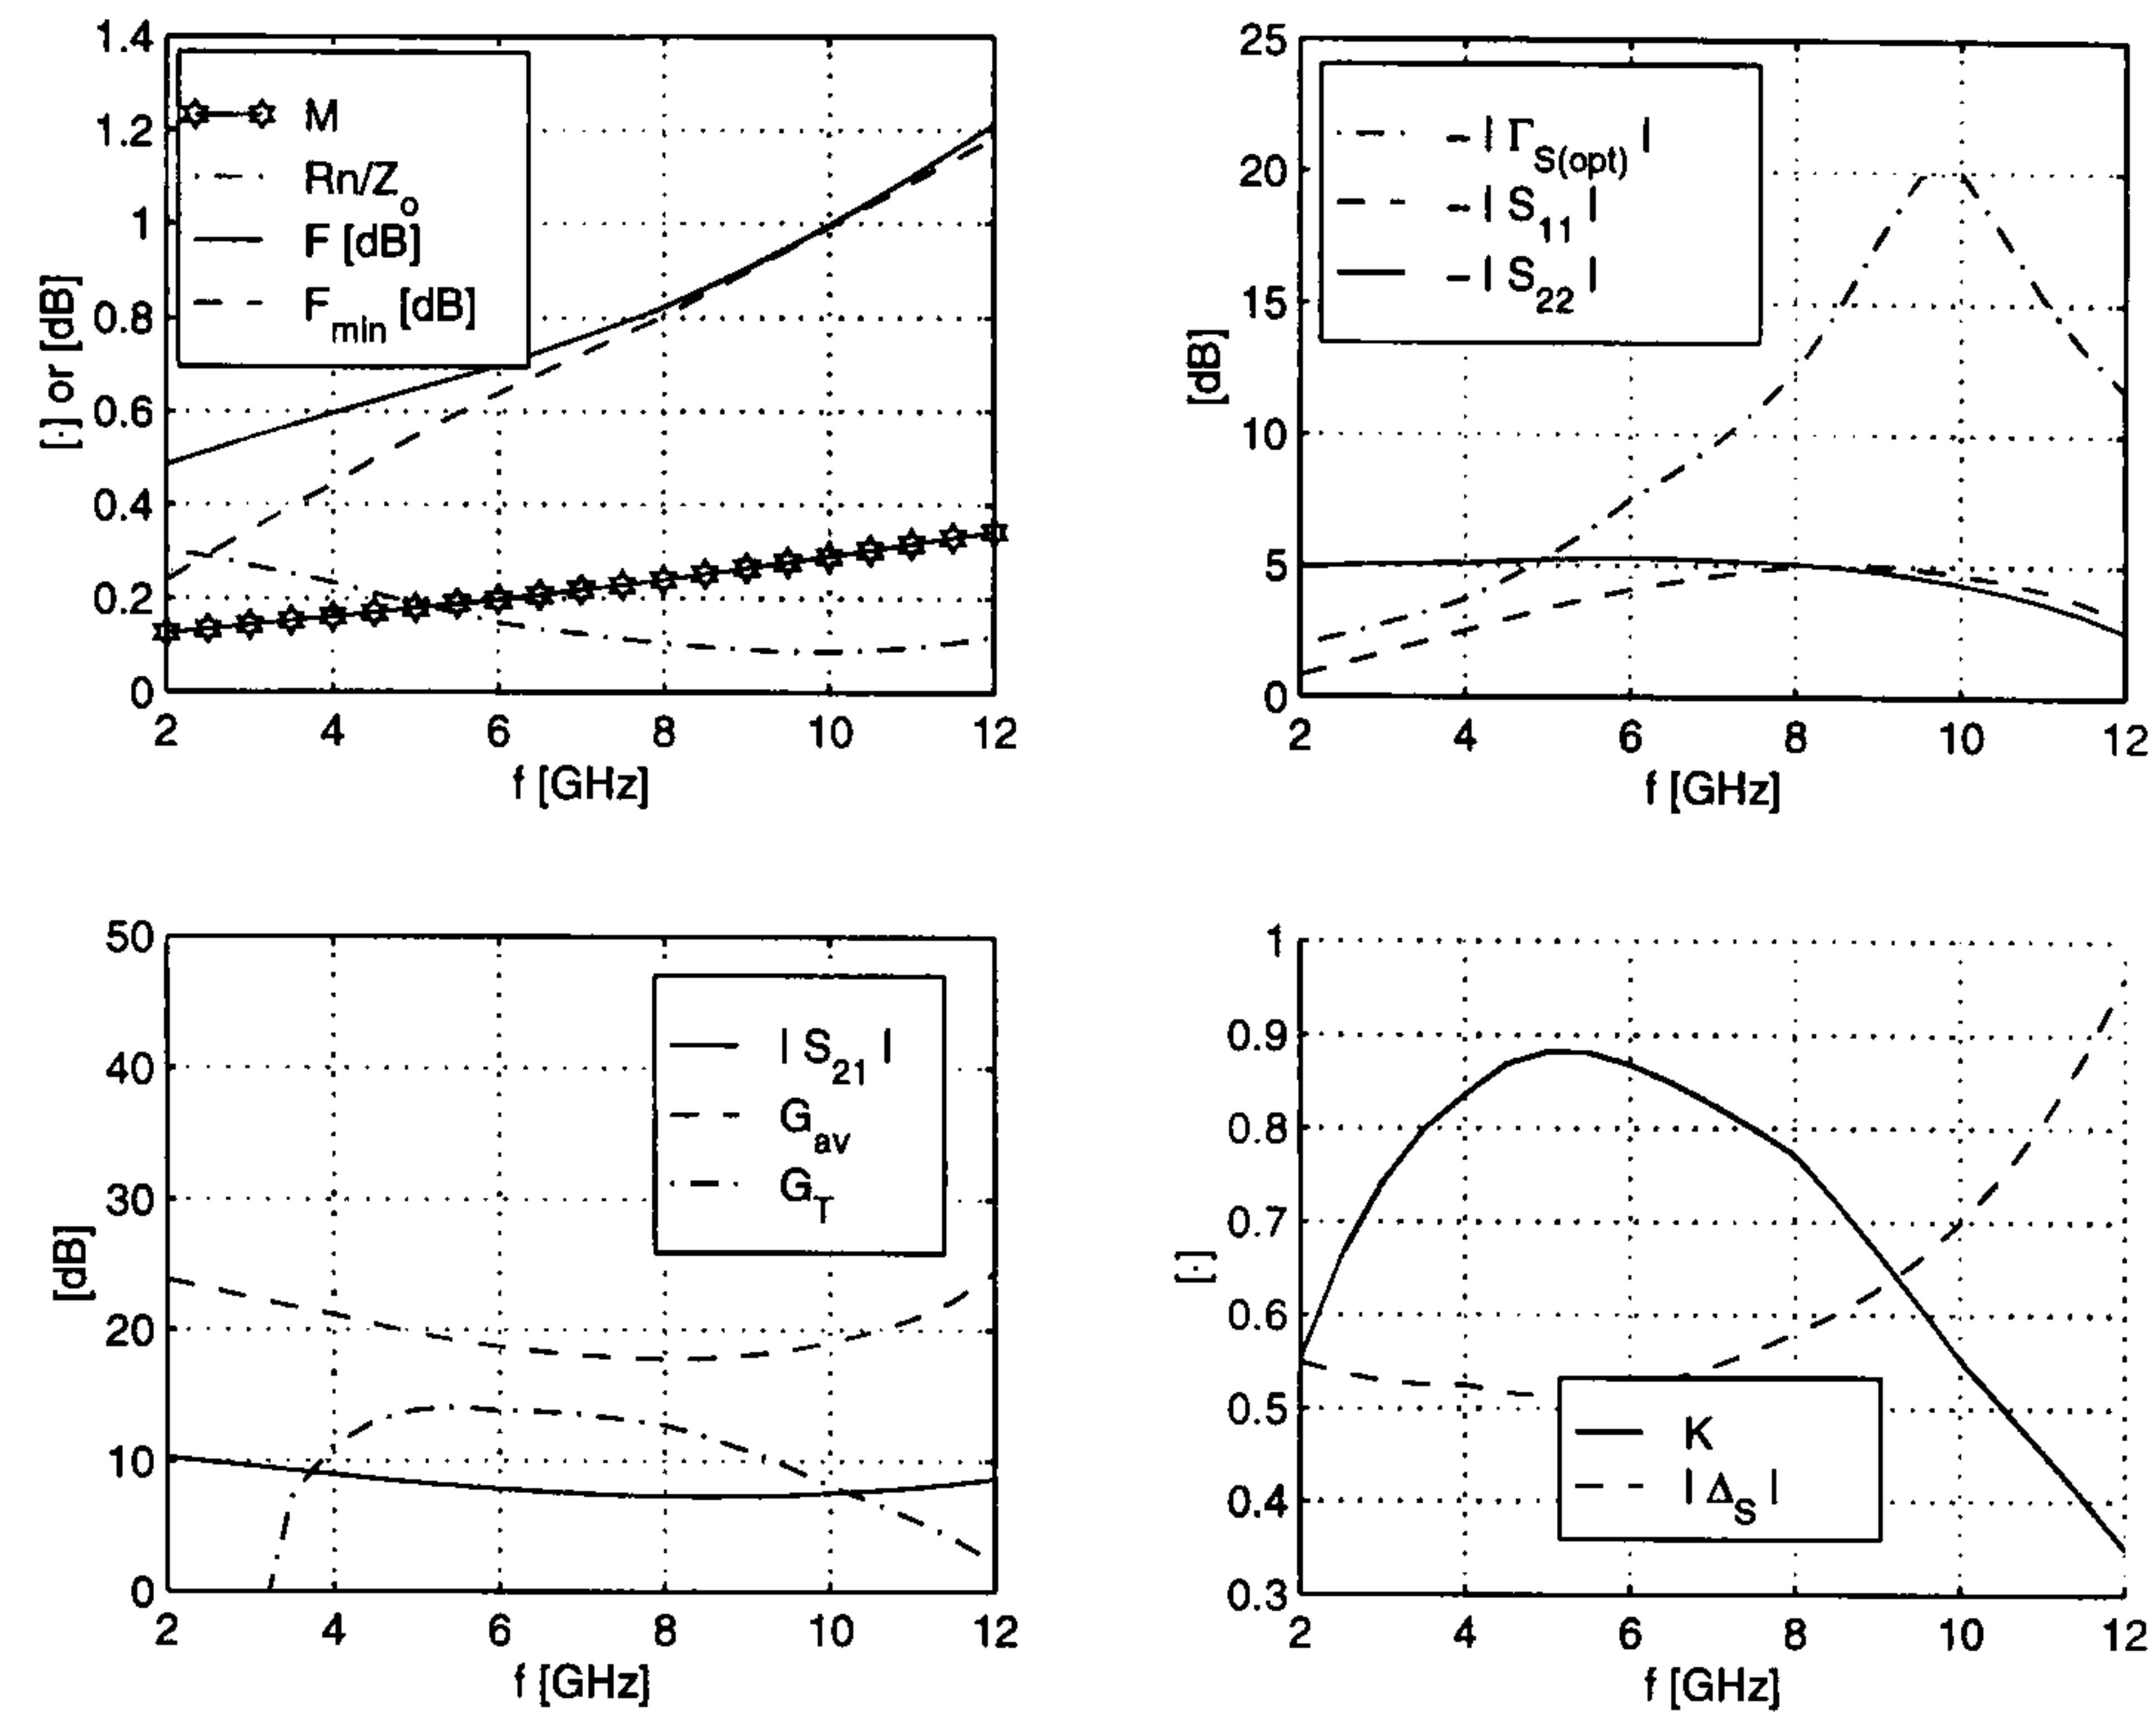 1.4
1.2
1
0.8
0.6
0.4
0.2
0
[·] or [dB]
M
Rn/Zo
F [dB]
Fmin [dB]
2 4 6 8 10 12
f [GHz]
25
20
15
10
5
0
[dB]
-| ΓS(opt) |
-| S11 |
-| S22 |
2 4 6 8 10 12
f [GHz]
50
40
30
20
10
0
[dB]
| S21 |
Gav
GT
2 4 6 8 10 12
f [GHz]
1
0.9
0.8
0.7
0.6
0.5
0.4
0.3
[·]
K
| ΔS |
2 4 6 8 10 12
f [GHz]